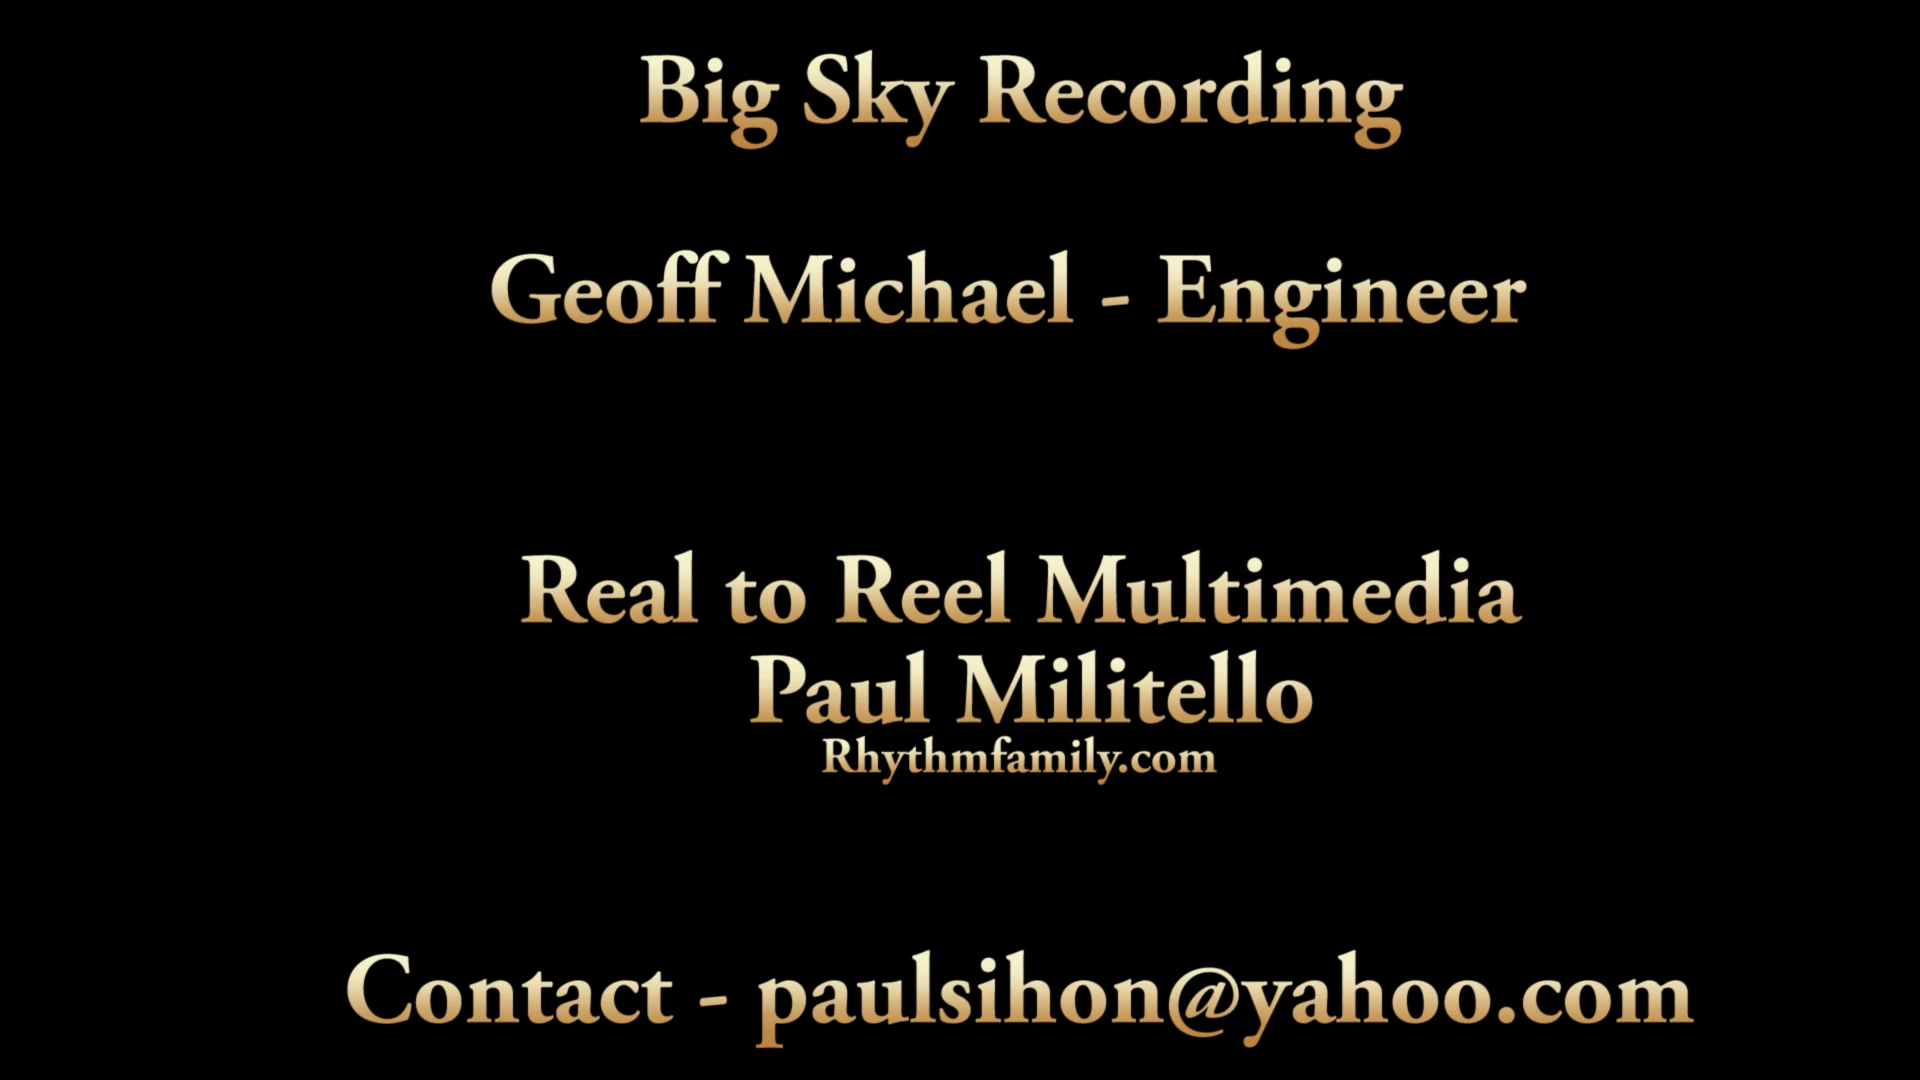 Big Sky Recording
Geoff Michael - Engineer
Real to Reel Multimedia
Paul Militello
Rhythmfamily.com
Contact - paulsihon@yahoo.com